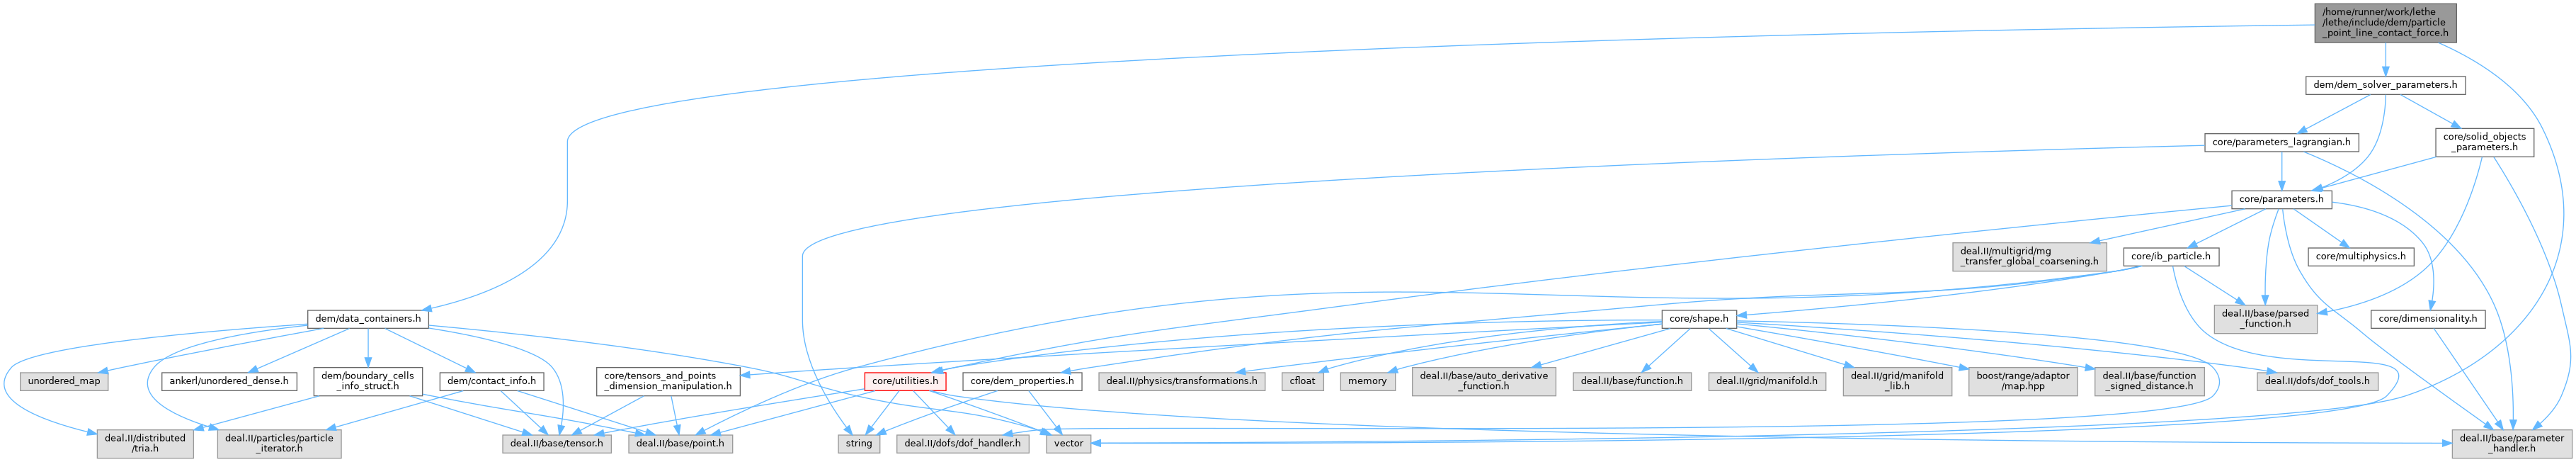 /home/runner/work/lethe
/lethe/include/dem/particle
_point_line_contact_force.h
dem/dem_solver_parameters.h
core/parameters_lagrangian.h
core/solid_objects
_parameters.h
core/parameters.h
deal.II/multigrid/mg
_transfer_global_coarsening.h
core/ib_particle.h
core/multiphysics.h
dem/data_containers.h
core/shape.h
deal.II/base/parsed
_function.h
core/dimensionality.h
unordered_map
ankerl/unordered_dense.h
dem/boundary_cells
_info_struct.h
dem/contact_info.h
core/tensors_and_points
_dimension_manipulation.h
core/utilities.h
core/dem_properties.h
deal.II/physics/transformations.h
cfloat
memory
deal.II/base/auto_derivative
_function.h
deal.II/base/function.h
deal.II/grid/manifold.h
deal.II/grid/manifold
_lib.h
boost/range/adaptor
/map.hpp
deal.II/base/function
_signed_distance.h
deal.II/dofs/dof_tools.h
deal.II/distributed
/tria.h
deal.II/particles/particle
_iterator.h
deal.II/base/tensor.h
deal.II/base/point.h
string
deal.II/dofs/dof_handler.h
vector
deal.II/base/parameter
_handler.h